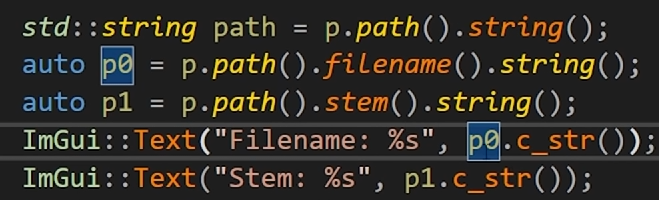 std::string path = p.path().string();
auto p0 = p.path().filename().string();
auto p1 = p.path().stem().string();
ImGui::Text("Filename: %s", p0.c_str());
ImGui::Text("Stem: %s", p1.c_str());